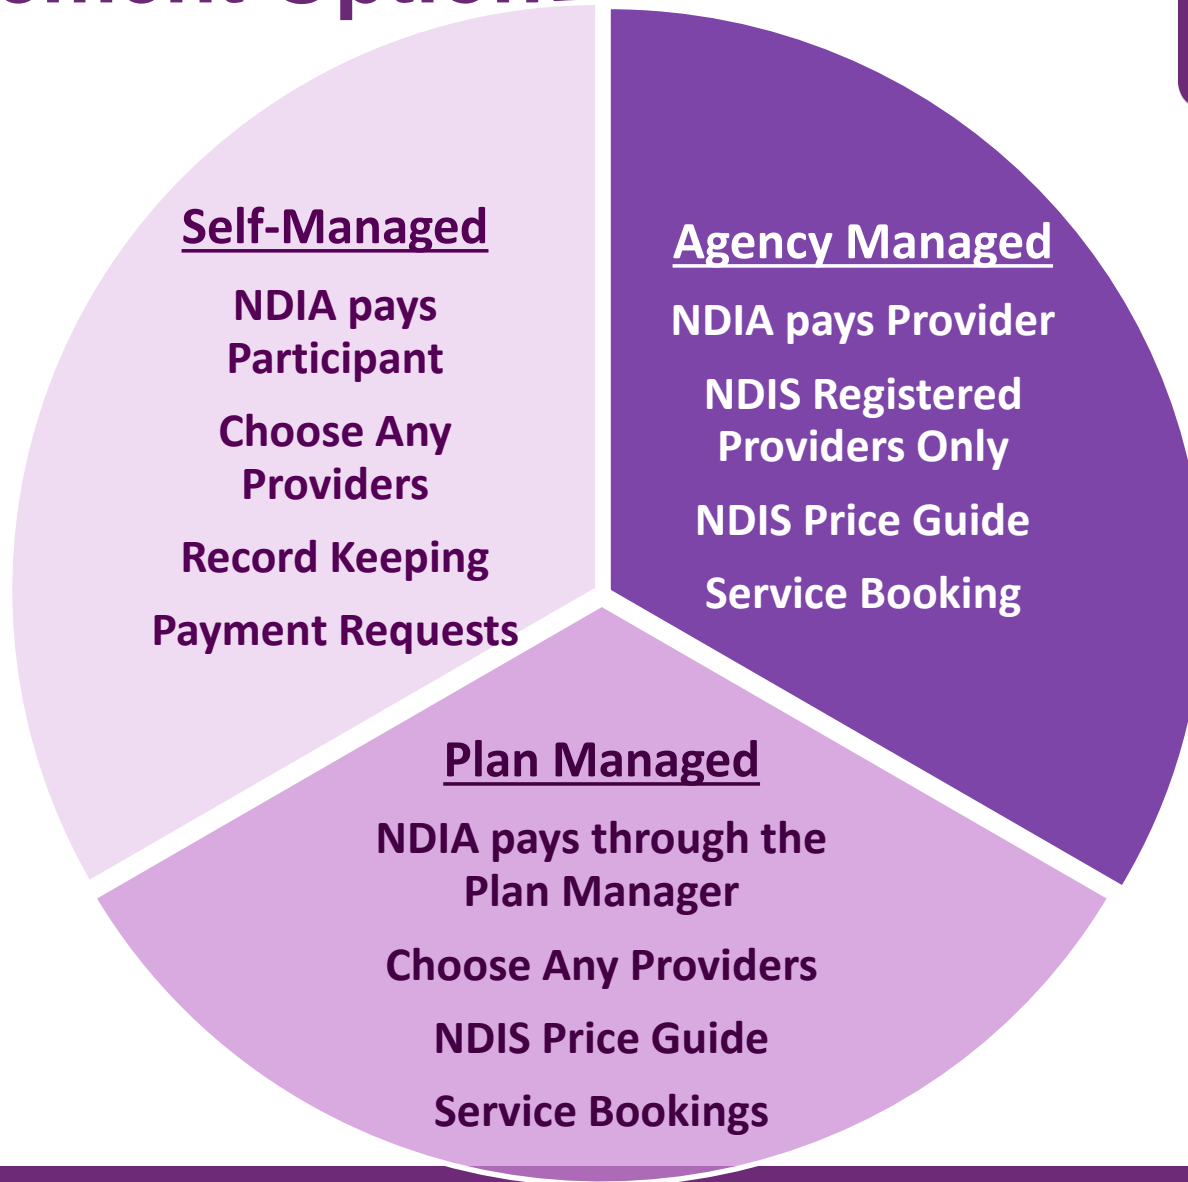 Self-Managed
NDIA pays
Participant
Choose Any
Providers
Record Keeping
Payment Requests
Agency Managed
NDIA pays Provider
NDIS Registered
Providers Only
NDIS Price Guide
Service Booking
Plan Managed
NDIA pays through the
Plan Manager
Choose Any Providers
NDIS Price Guide
Service Bookings